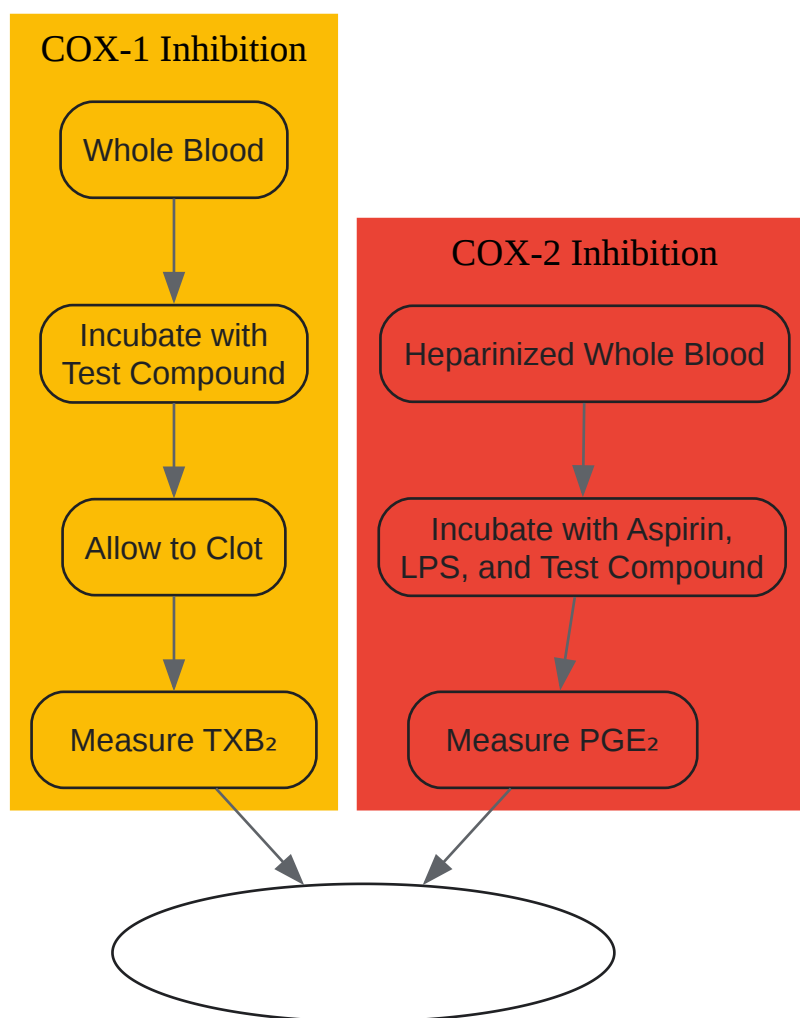 COX-1 Inhibition
Whole Blood
Incubate with
Test Compound
Allow to Clot
Measure TXB₂
COX-2 Inhibition
Heparinized Whole Blood
Incubate with Aspirin,
LPS, and Test Compound
Measure PGE₂